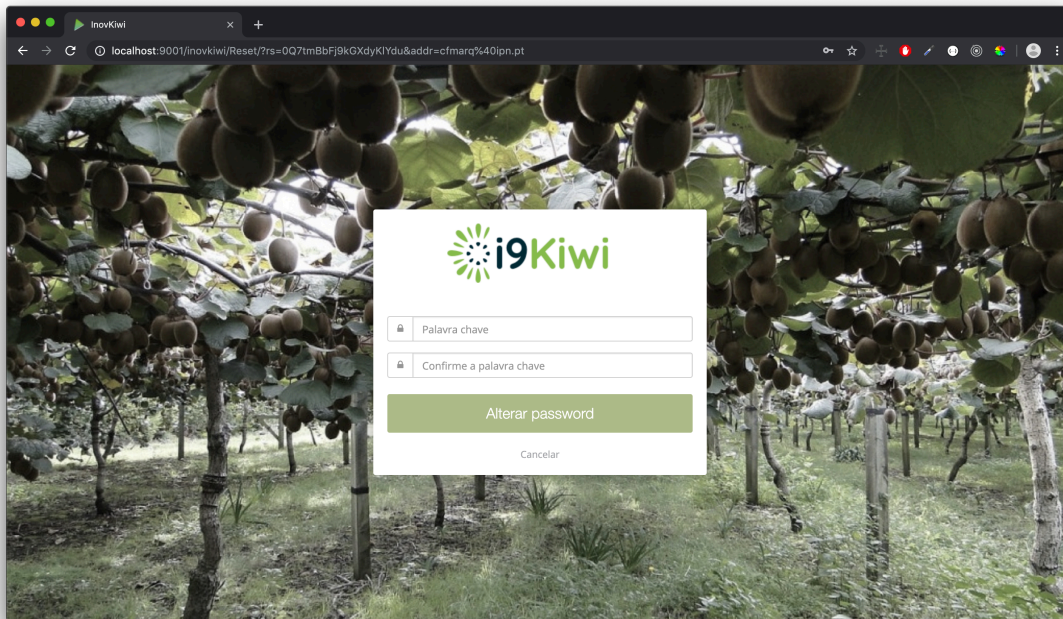 InovKiwi
localhost:9001/inovkiwi/Reset/?rs=0Q7tmBbFj9kGXdyKlYdu&addr=cfmarq%40ipn.pt
i9Kiwi
Palavra chave
Confirme a palavra chave
Alterar password
Cancelar